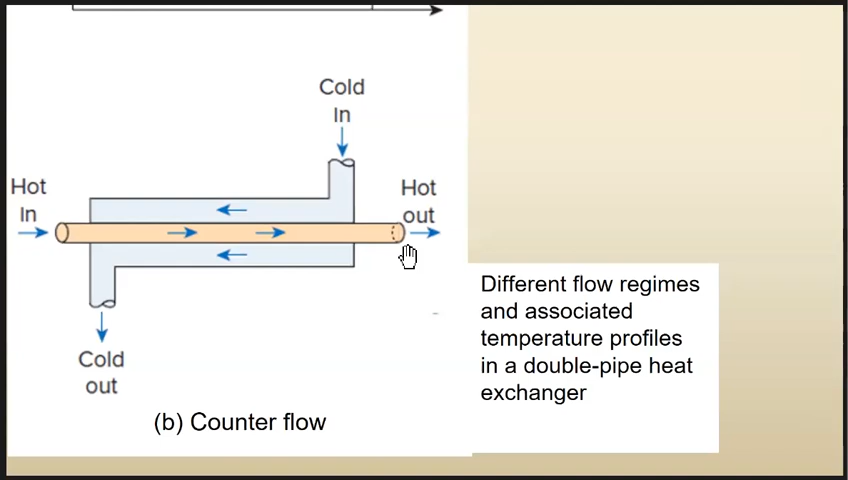 Cold
In
Hot
In
Hot
out
Cold
out
(b) Counter flow
Different flow regimes
and associated
temperature profiles
in a double-pipe heat
exchanger